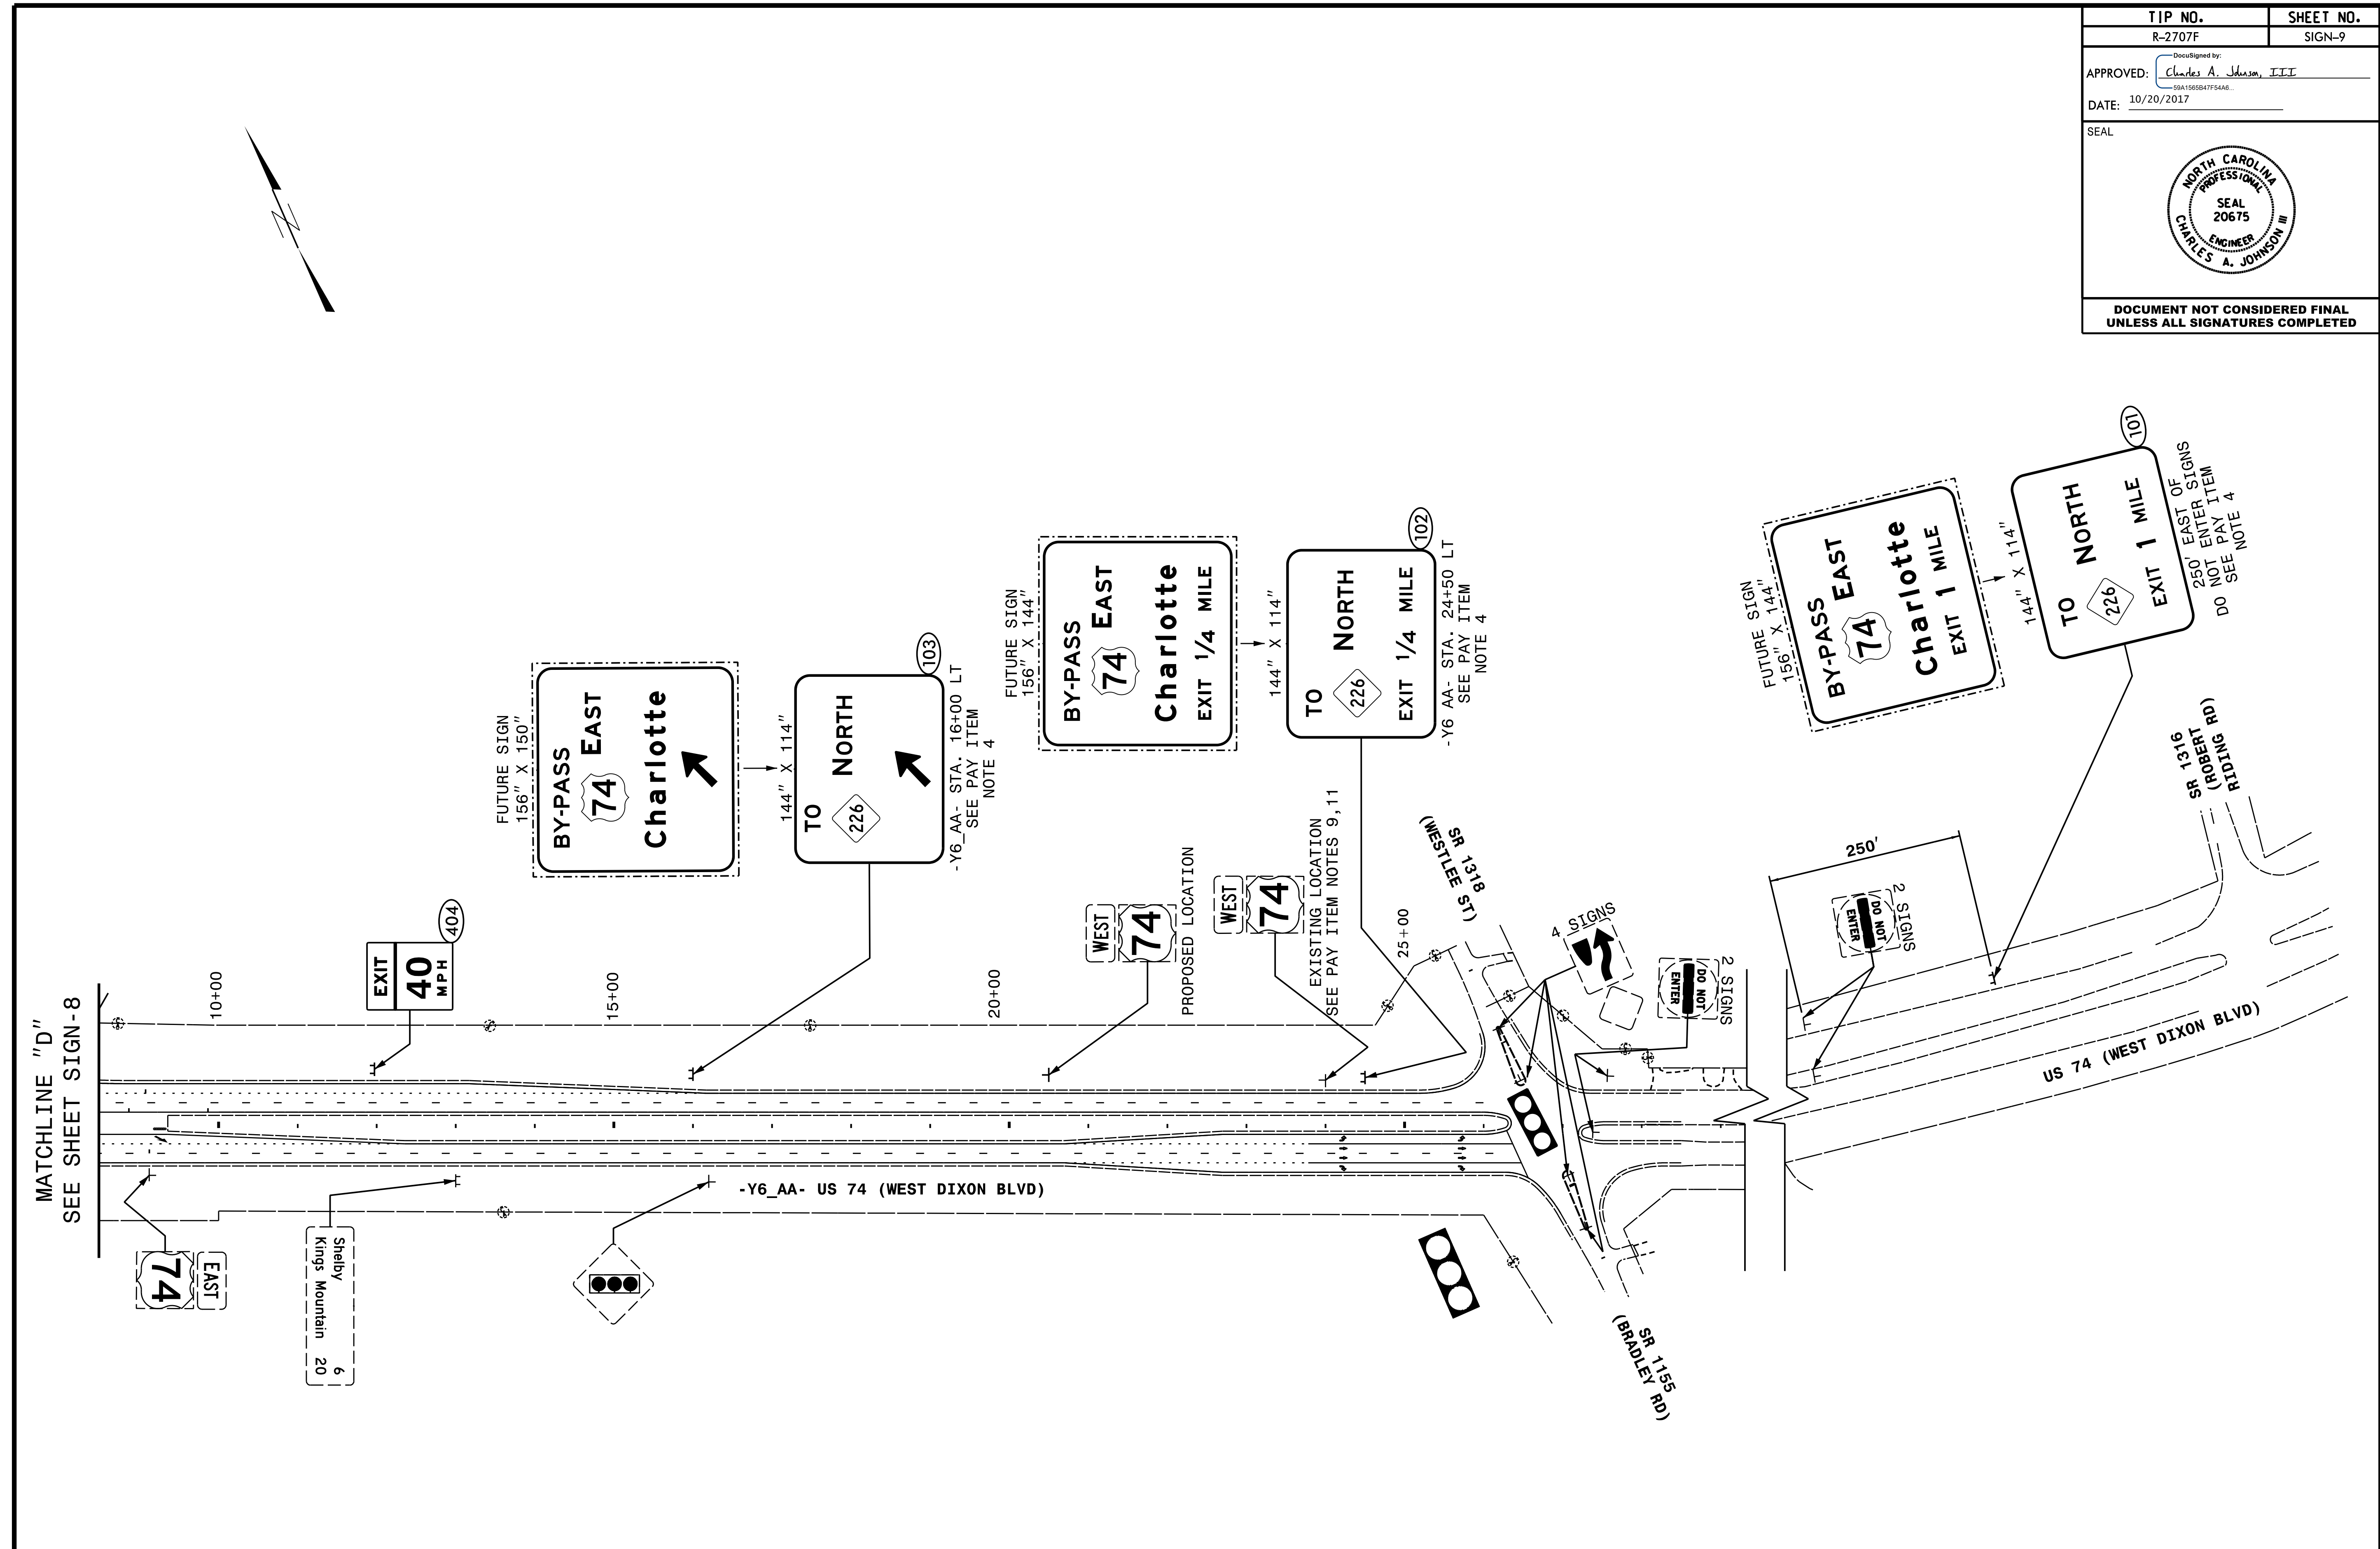 TIP NO.
SHEET NO.
R-2707F
SIGN-9
DocuSigned by:
APPROVED: Charles A. Johnson, III
59A1565B47F54A6...
DATE: 10/20/2017
SEAL
NORTH CAROLINA
PROFESSIONAL
SEAL
20675
ENGINEER
CHARLES A. JOHNSON III
DOCUMENT NOT CONSIDERED FINAL
UNLESS ALL SIGNATURES COMPLETED
MATCHLINE "D"
SEE SHEET SIGN-8
10+00
EXIT
40
MPH
404
FUTURE SIGN
156" X 150"
BY-PASS
74 EAST
Charlotte
144" X 114"
TO
226 NORTH
103
-Y6_AA- STA. 16+00 LT
SEE PAY ITEM
NOTE 4
15+00
20+00
FUTURE SIGN
156" X 144"
BY-PASS
74 EAST
Charlotte
EXIT 1/4 MILE
144" X 114"
TO
226 NORTH
EXIT 1/4 MILE
102
-Y6 AA- STA. 24+50 LT
SEE PAY ITEM
NOTE 4
WEST
74
PROPOSED LOCATION
WEST
74
EXISTING LOCATION
SEE PAY ITEM NOTES 9,11
25+00
SR 1318
(WESTLEE ST)
4 SIGNS
DO NOT
ENTER
2 SIGNS
FUTURE SIGN
156" X 144"
BY-PASS
74 EAST
Charlotte
EXIT 1 MILE
144" X 114"
TO
226 NORTH
EXIT 1 MILE
101
250' EAST OF
DO NOT ENTER SIGNS
SEE PAY ITEM
NOTE 4
250'
DO NOT
ENTER
2 SIGNS
SR 1316
(ROBERT RD)
RIDING RD)
US 74 (WEST DIXON BLVD)
-Y6_AA- US 74 (WEST DIXON BLVD)
EAST
74
Shelby 6
Kings Mountain 20
SR 1155
(BRADLEY RD)